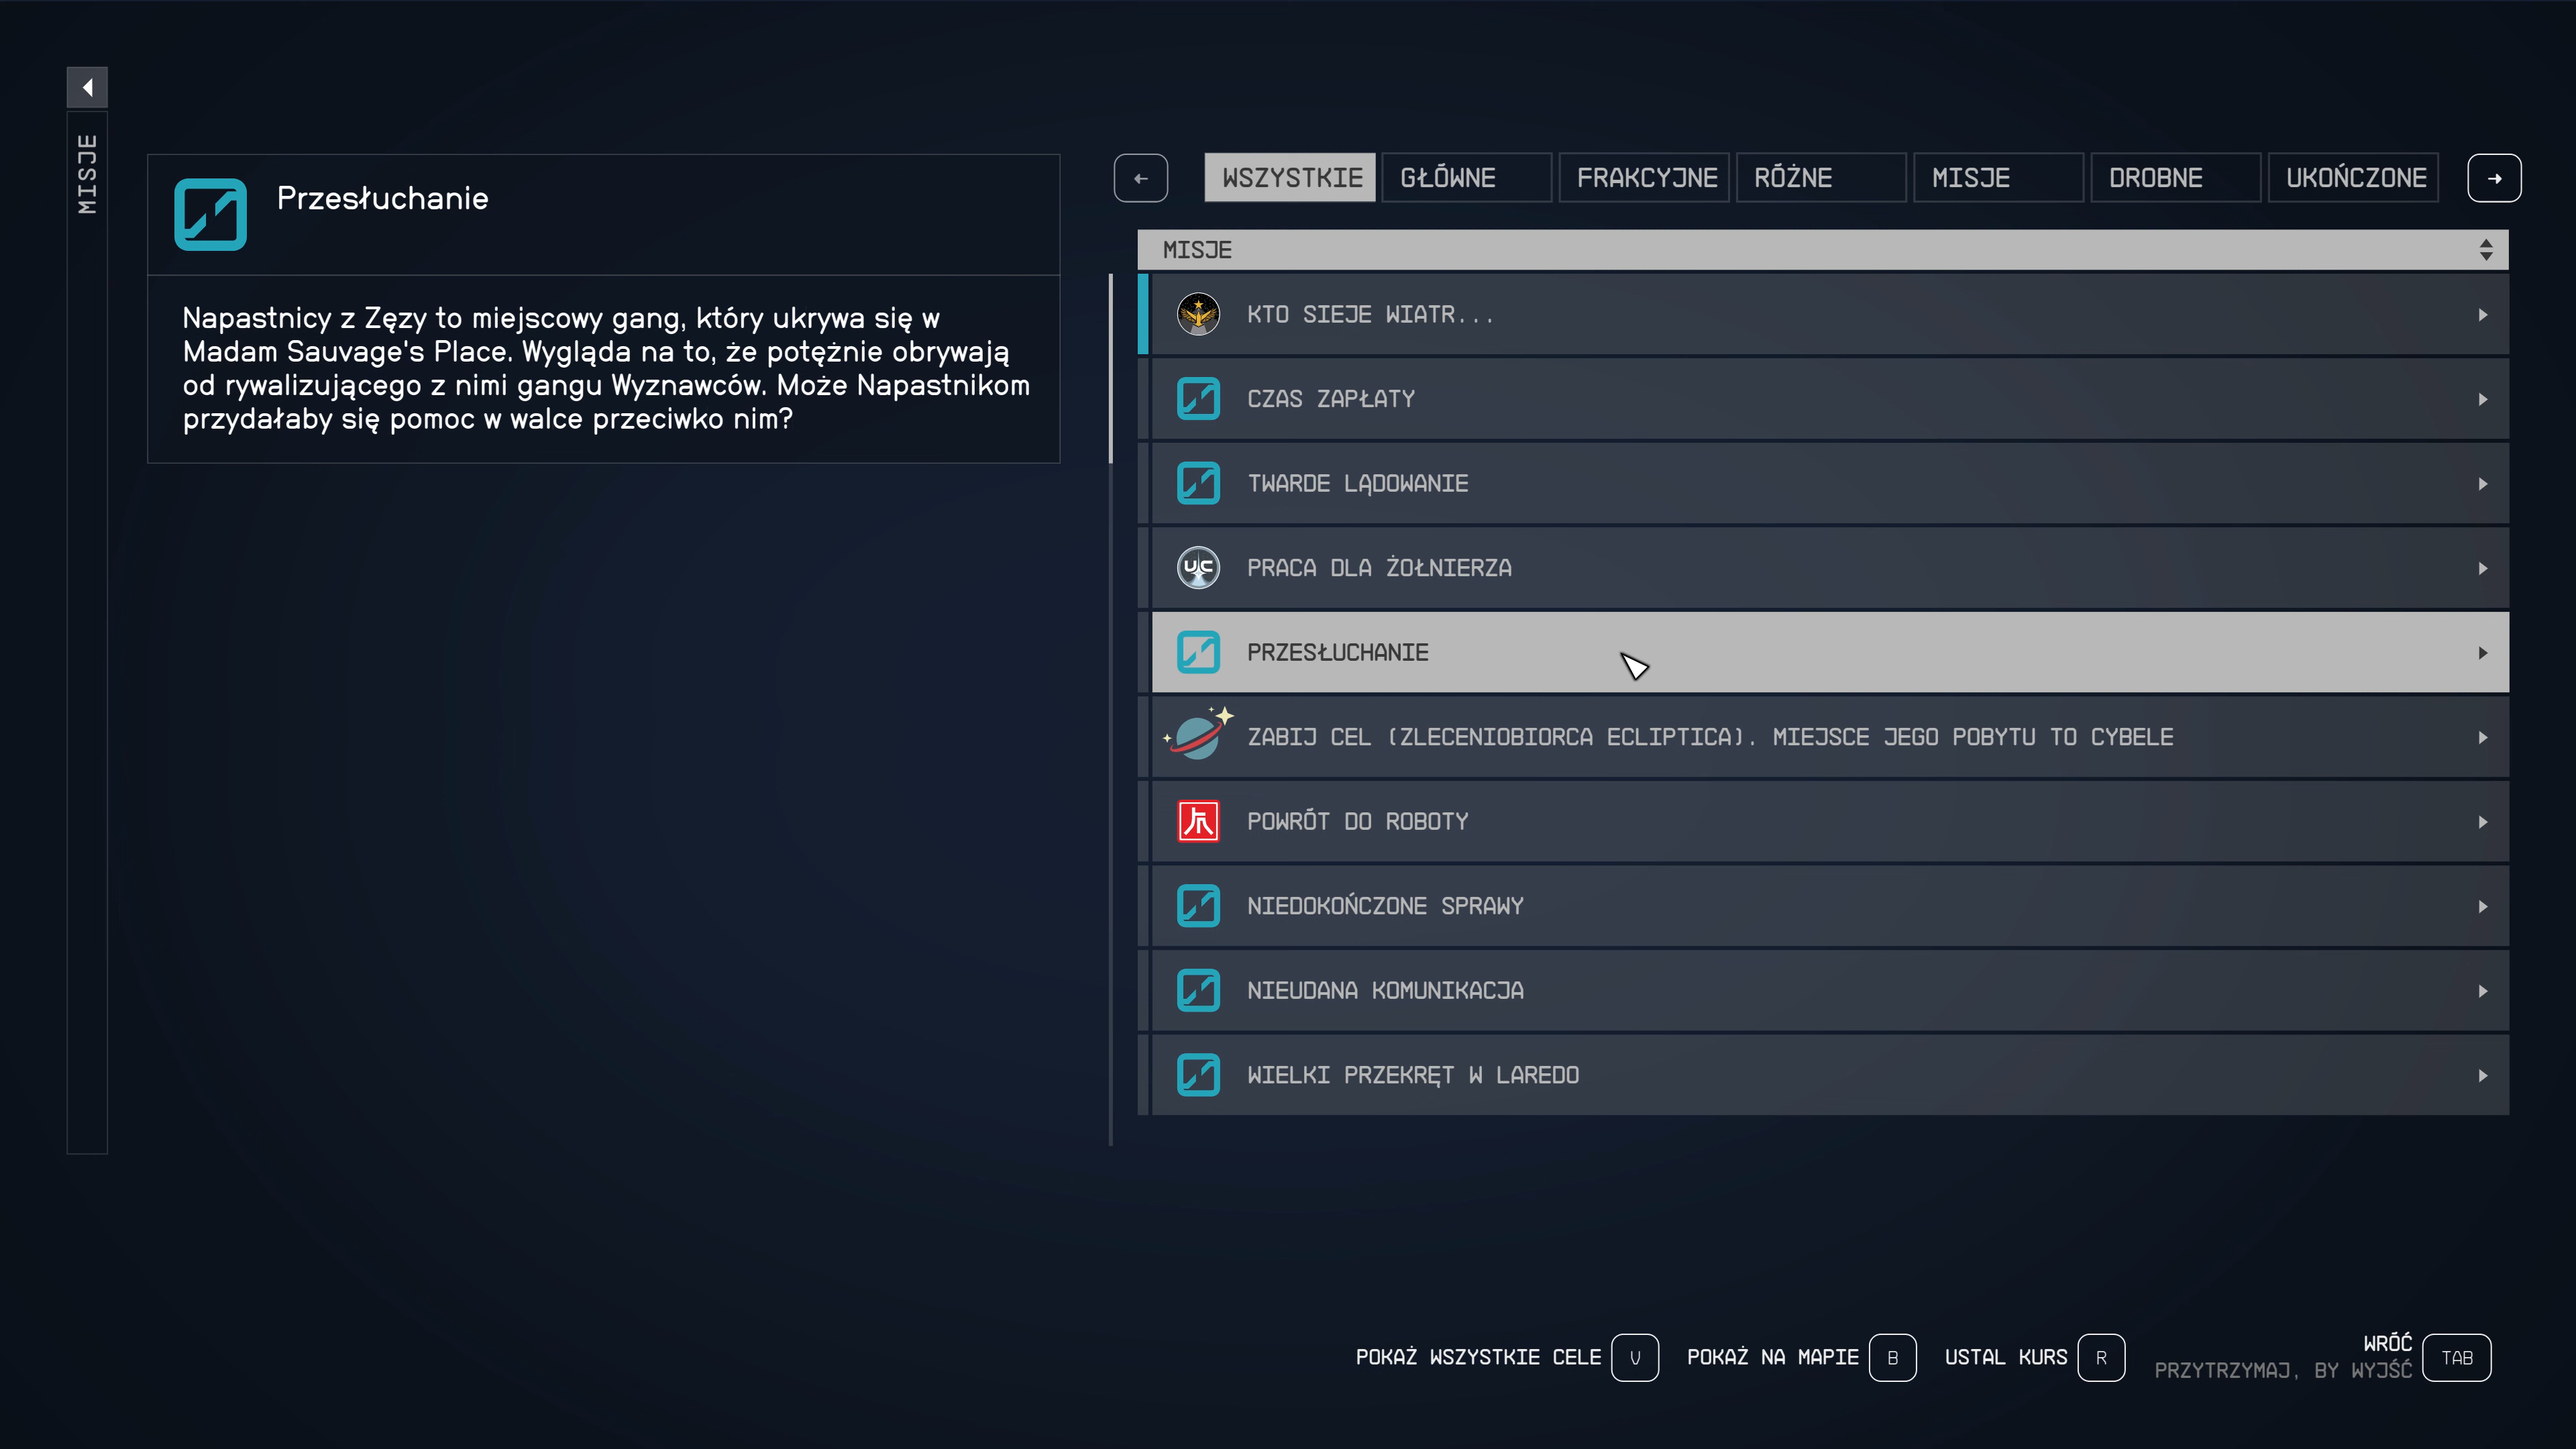 MISJE
Przesłuchanie
Napastnicy z Zęzy to miejscowy gang, który ukrywa się w
Madam Sauvage's Place. Wygląda na to, że potężnie obrywają
od rywalizującego z nimi gangu Wyznawców. Może Napastnikom
przydałaby się pomoc w walce przeciwko nim?
WSZYSTKIE
GŁÓWNE
FRAKCYJNE
RÓŻNE
MISJE
DROBNE
UKOŃCZONE
MISJE
KTO SIEJE WIATR...
CZAS ZAPŁATY
TWARDE LĄDOWANIE
UC
PRACA DLA ŻOŁNIERZA
PRZESŁUCHANIE
ZABIJ CEL (ZLECENIOBIORCA ECLIPTICA). MIEJSCE JEGO POBYTU TO CYBELE
POWRÓT DO ROBOTY
NIEDOKOŃCZONE SPRAWY
NIEUDANA KOMUNIKACJA
WIELKI PRZEKRĘT W LAREDO
POKAŻ WSZYSTKIE CELE V
POKAŻ NA MAPIE B
USTAL KURS R
WRÓĆ
PRZYTRZYMAJ, BY WYJŚĆ
TAB